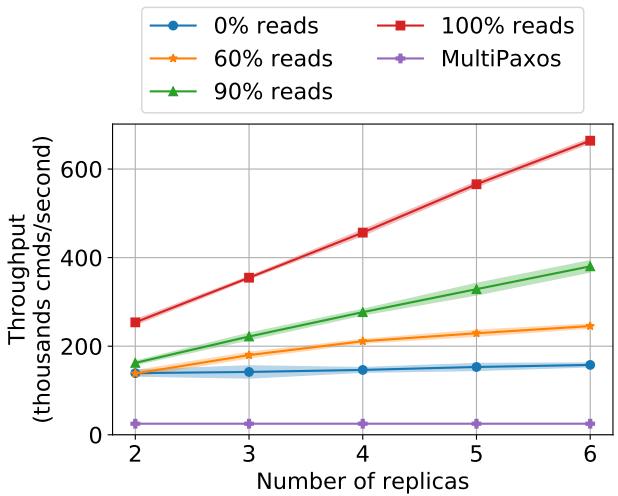 0% reads
60% reads
90% reads
100% reads
MultiPaxos
Throughput
(thousands cmds/second)
600
400
200
0
2 3 4 5 6
Number of replicas